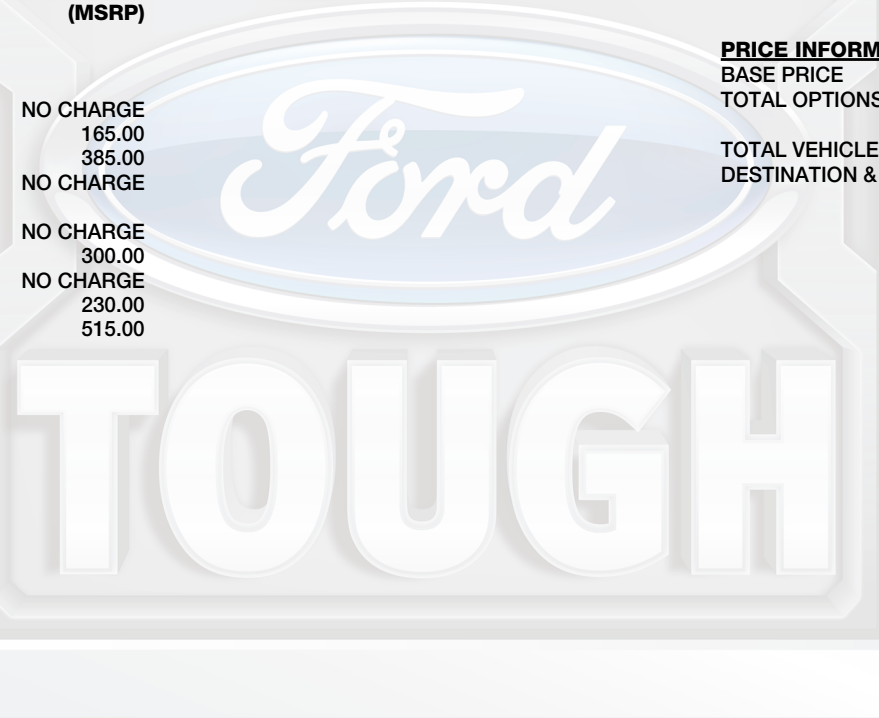 (MSRP)
NO CHARGE
165.00
385.00
NO CHARGE
NO CHARGE
300.00
NO CHARGE
230.00
515.00
PRICE INFORM
BASE PRICE
TOTAL OPTIONS
TOTAL VEHICLE
DESTINATION &
Ford
TOUGH